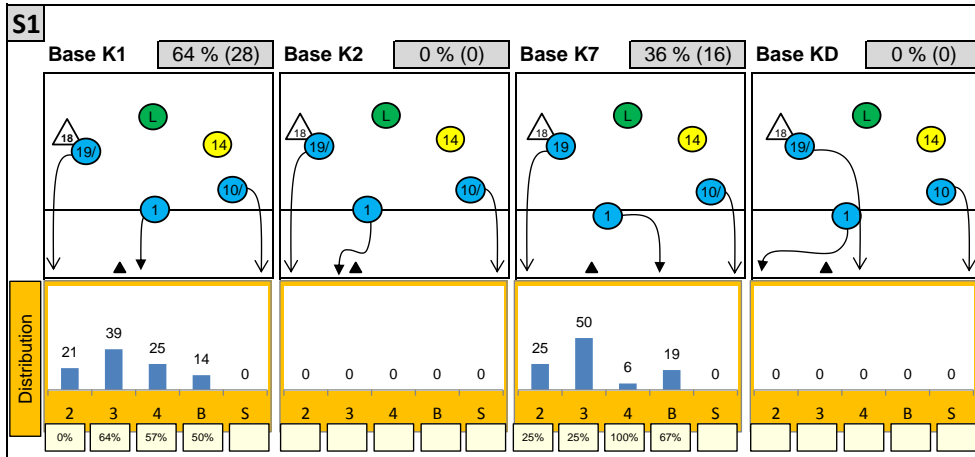 S1
Base K1 64 % (28) Base K2 0 % (0) Base K7 36 % (16) Base KD 0 % (0)
18 19/ L 14 10/ 1
18 19/ L 14 10/ 1
18 19 L 14 10/ 1
18 19/ L 14 10 1
Distribution
21 39 25 14 0
2 3 4 B S
0% 64% 57% 50%
0 0 0 0 0
2 3 4 B S
25 50 6 19 0
2 3 4 B S
25% 25% 100% 67%
0 0 0 0 0
2 3 4 B S